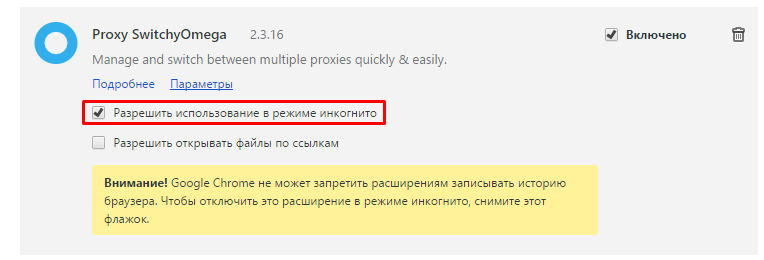 Proxy SwitchyOmega 2.3.16 Включено
Manage and switch between multiple proxies quickly & easily.
Подробнее Параметры
Разрешить использование в режиме инкогнито
Разрешить открывать файлы по ссылкам
Внимание! Google Chrome не может запретить расширениям записывать историю
браузера. Чтобы отключить это расширение в режиме инкогнито, снимите этот
флажок.